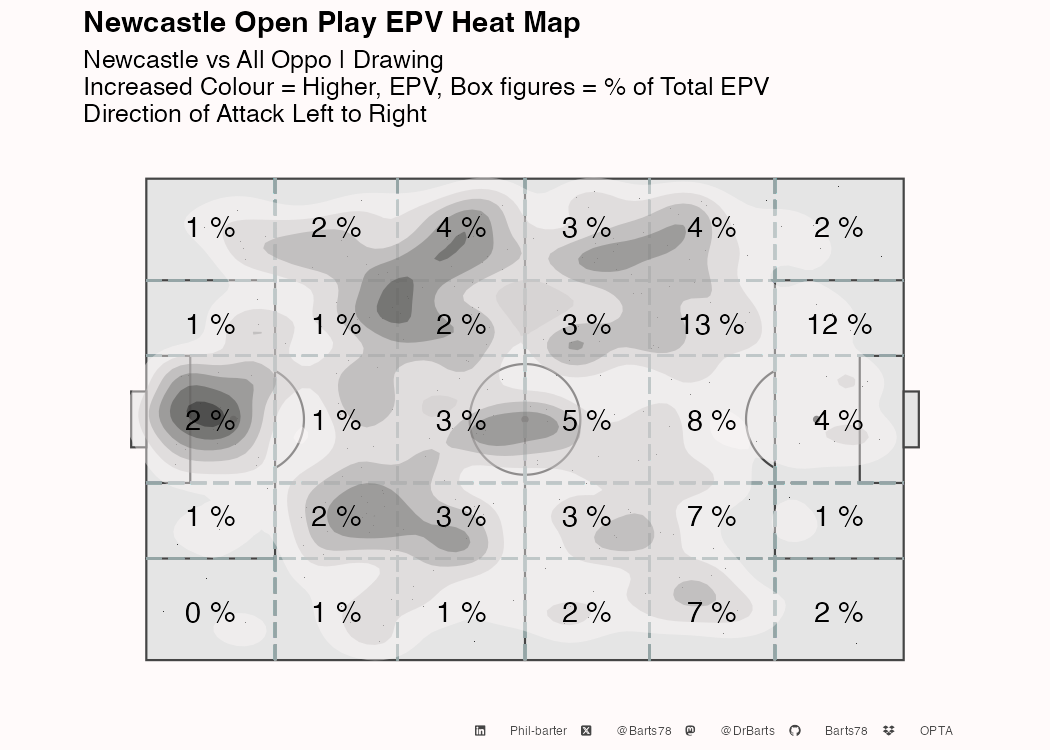 Newcastle Open Play EPV Heat Map
Newcastle vs All Oppo | Drawing
Increased Colour = Higher, EPV, Box figures = % of Total EPV
Direction of Attack Left to Right
1 % 2 % 4 % 3 % 4 % 2 %
1 % 1 % 2 % 3 % 13 % 12 %
2 % 1 % 3 % 5 % 8 % 4 %
1 % 2 % 3 % 3 % 7 % 1 %
0 % 1 % 1 % 2 % 7 % 2 %
Phil-barter @Barts78 @DrBarts Barts78 OPTA